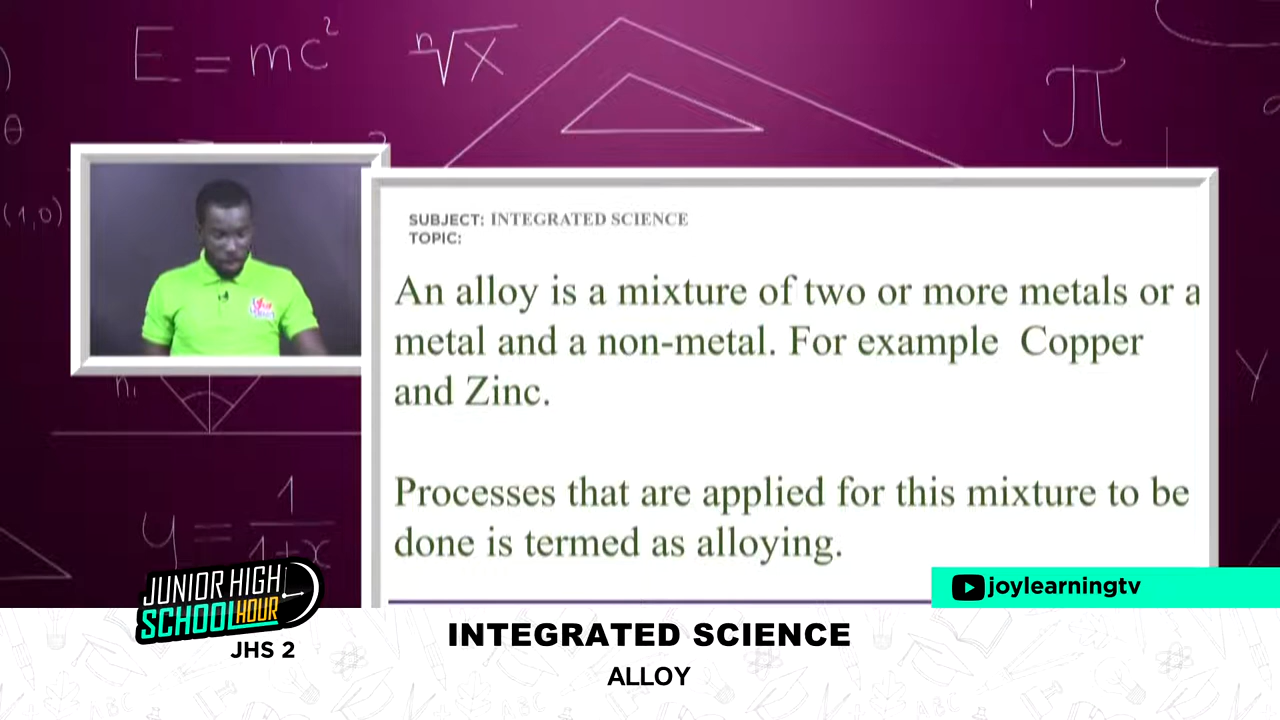 E = mc²
ⁿ√X
π
θ
(1,0)
SUBJECT: INTEGRATED SCIENCE
TOPIC:
An alloy is a mixture of two or more metals or a
metal and a non-metal. For example Copper
and Zinc.
Processes that are applied for this mixture to be
done is termed as alloying.
n₁
Y
y = 1/1+x
joylearningtv
JUNIOR HIGH
SCHOOL HOUR
JHS 2
INTEGRATED SCIENCE
ALLOY